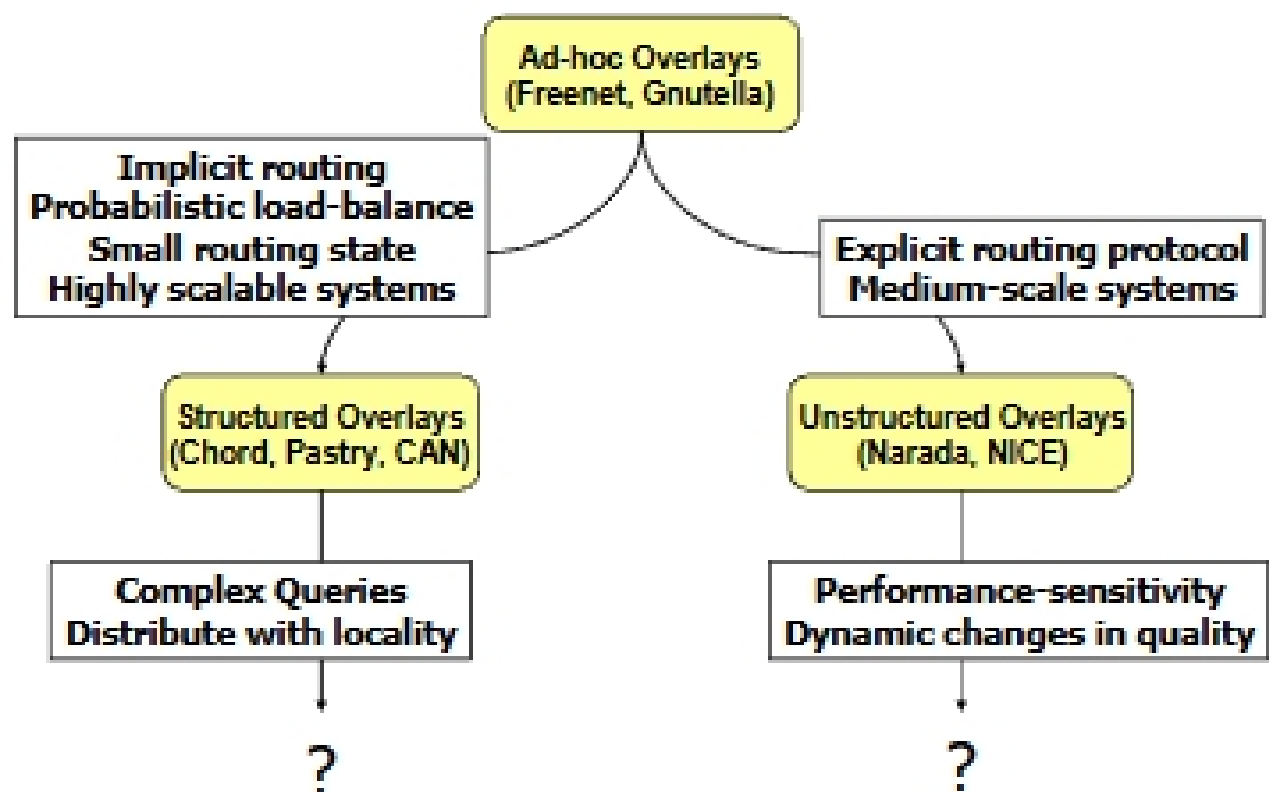 Ad-hoc Overlays
(Freenet, Gnutella)
Implicit routing
Probabilistic load-balance
Small routing state
Highly scalable systems
Explicit routing protocol
Medium-scale systems
Structured Overlays
(Chord, Pastry, CAN)
Unstructured Overlays
(Narada, NICE)
Complex Queries
Distribute with locality
Performance-sensitivity
Dynamic changes in quality
?
?